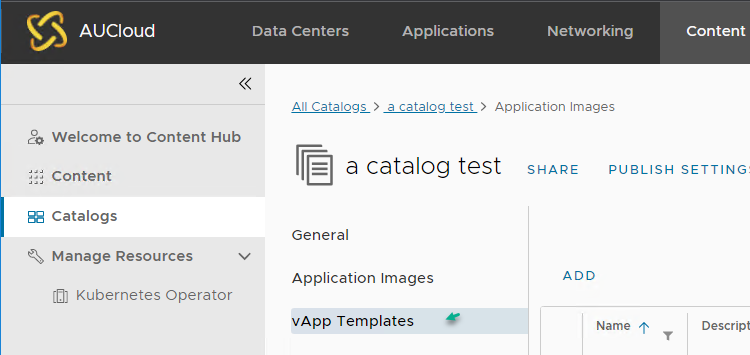 AUCloud
Data Centers
Applications
Networking
Content
All Catalogs > a catalog test > Application Images
Welcome to Content Hub
Content
Catalogs
Manage Resources
Kubernetes Operator
a catalog test
SHARE
PUBLISH SETTINGS
General
Application Images
vApp Templates
ADD
Name
Descript